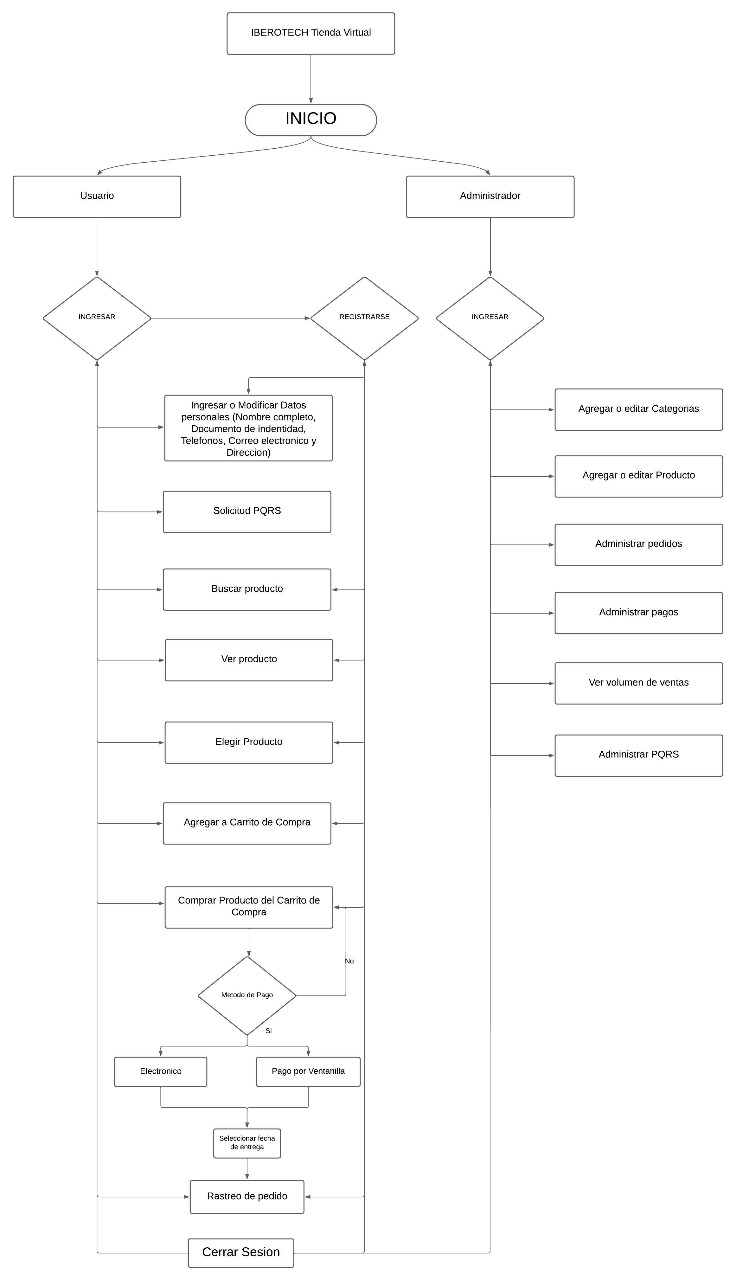 IBEROTECH Tienda Virtual
INICIO
Usuario
Administrador
INGRESAR
REGISTRARSE
INGRESAR
Ingresar o Modificar Datos
personales (Nombre completo,
Documento de indentidad,
Telefonos, Correo electronico y
Direccion)
Agregar o editar Categorias
Agregar o editar Producto
Solicitud PQRS
Administrar pedidos
Buscar producto
Administrar pagos
Ver producto
Ver volumen de ventas
Elegir Producto
Administrar PQRS
Agregar a Carrito de Compra
Comprar Producto del Carrito de
Compra
No
Metodo de Pago
Si
Electronico
Pago por Ventanilla
Seleccionar fecha
de entrega
Rastreo de pedido
Cerrar Sesion